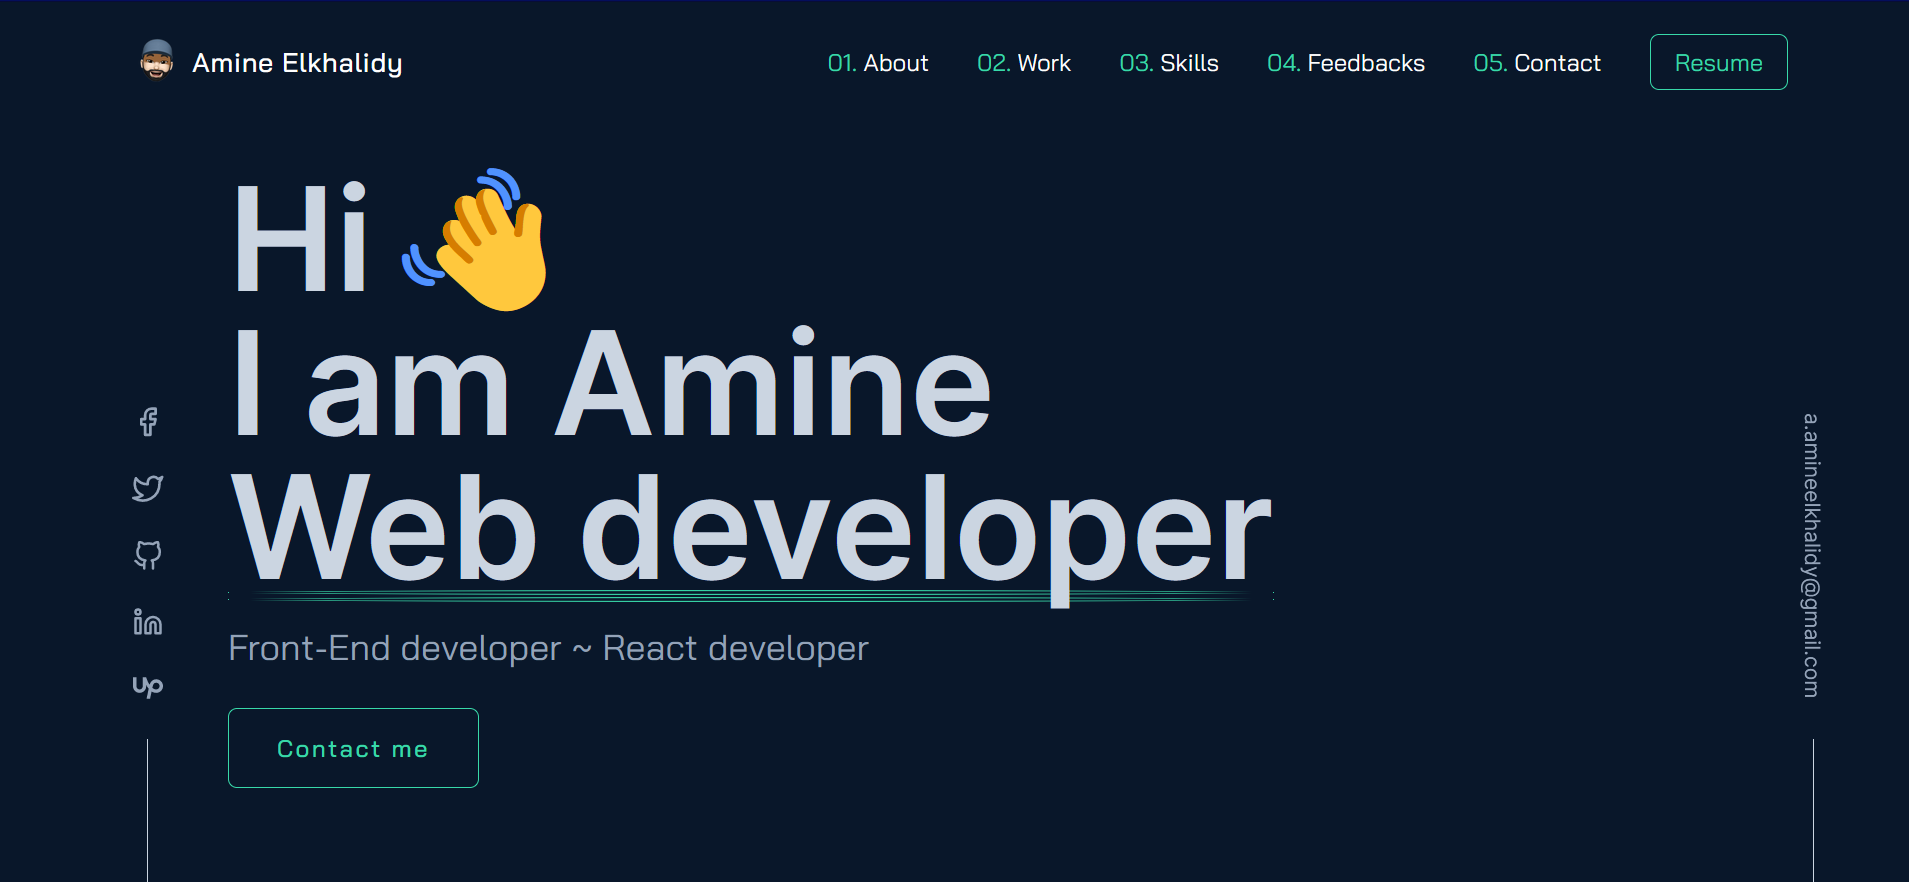 Amine Elkhalidy
01. About
02. Work
03. Skills
04. Feedbacks
05. Contact
Resume
Hi
I am Amine
Web developer
Front-End developer ~ React developer
Contact me
up
a.amineelkhalidy@gmail.com